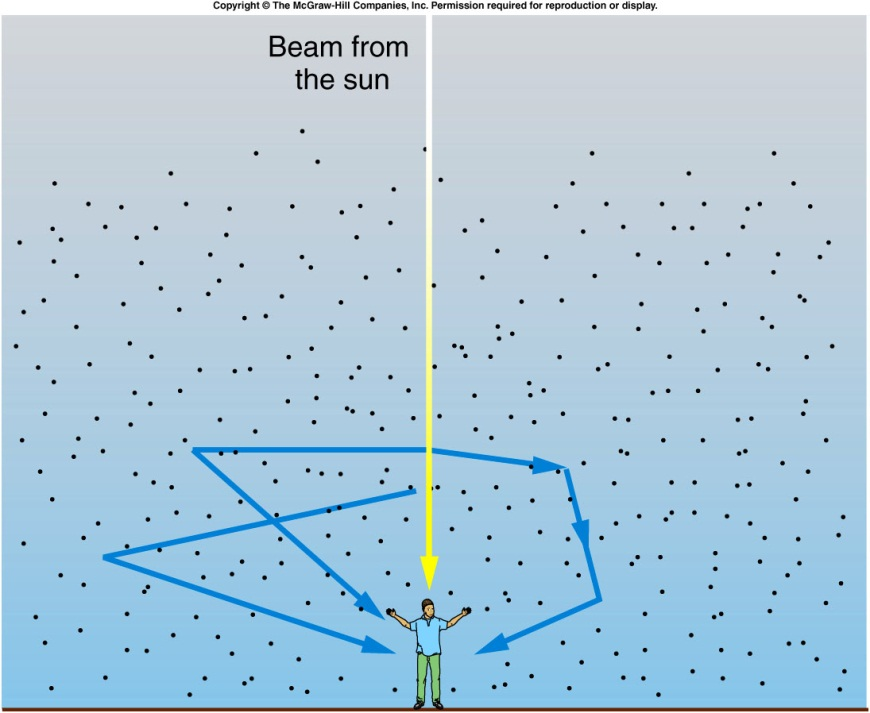 Copyright © The McGraw-Hill Companies, Inc. Permission required for reproduction or display.
Beam from
the sun